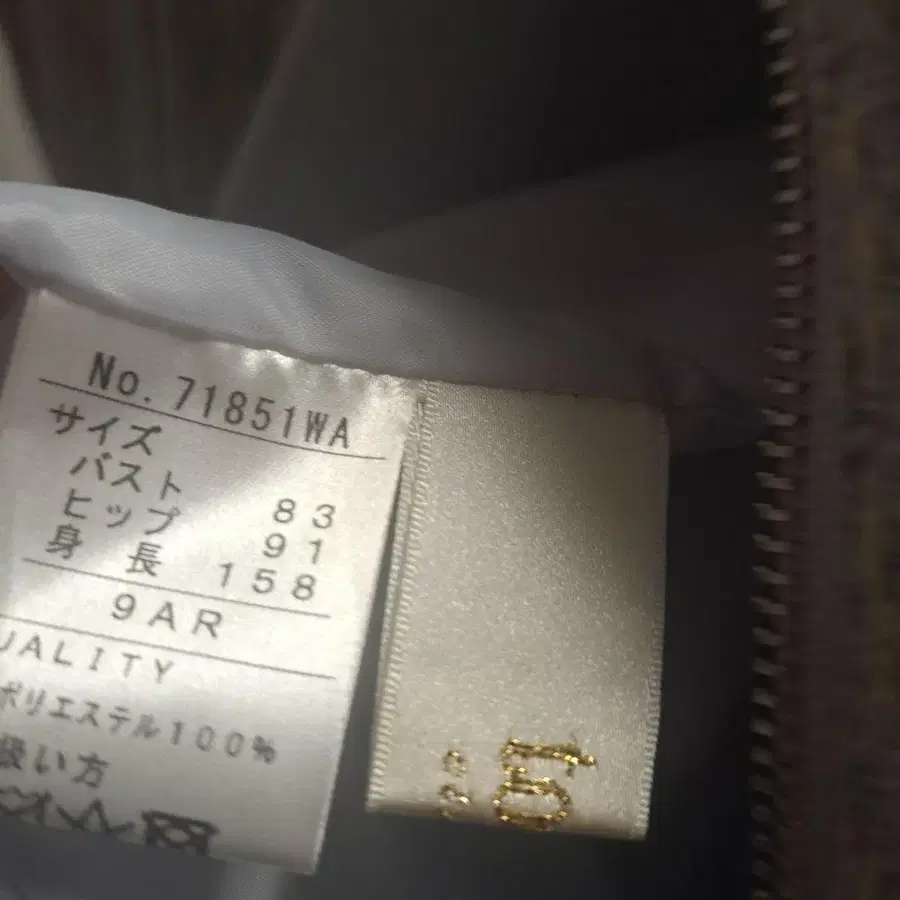 No. 71851WA
サイズ
バスト 83
ヒップ 91
身長 158
9AR
UALITY
ポリエステル100%
扱い方